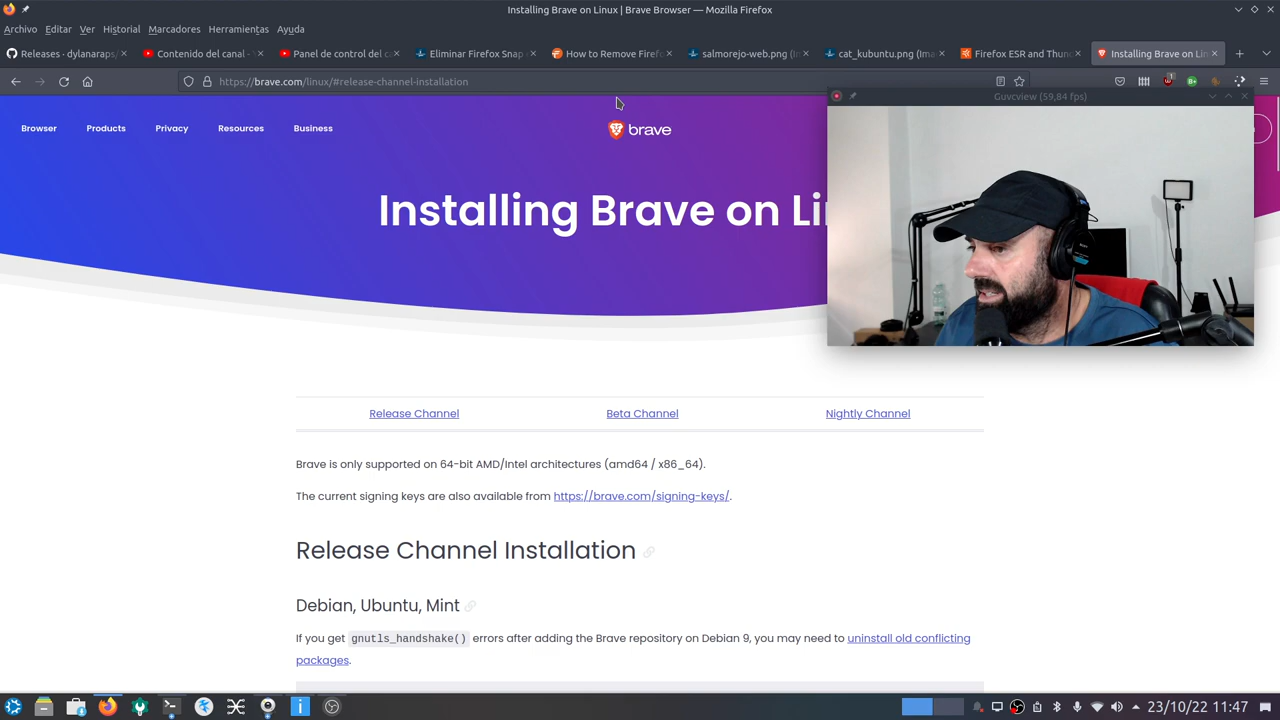 Installing Brave on Linux | Brave Browser — Mozilla Firefox
Archivo Editar Ver Historial Marcadores Herramientas Ayuda
Releases · dylanaraps/
Contenido del canal -
Panel de control del ca
Eliminar Firefox Snap
How to Remove Firefox
salmorejo-web.png (Im
cat_kubuntu.png (Imag
Firefox ESR and Thun
Installing Brave on Lin
https://brave.com/linux/#release-channel-installation
Guvcview (59,84 fps)
Browser Products Privacy Resources Business
brave
Installing Brave on Li
Release Channel Beta Channel Nightly Channel
Brave is only supported on 64-bit AMD/Intel architectures (amd64 / x86_64).
The current signing keys are also available from https://brave.com/signing-keys/.
Release Channel Installation
Debian, Ubuntu, Mint
If you get gnutls_handshake() errors after adding the Brave repository on Debian 9, you may need to uninstall old conflicting
packages.
23/10/22 11:47